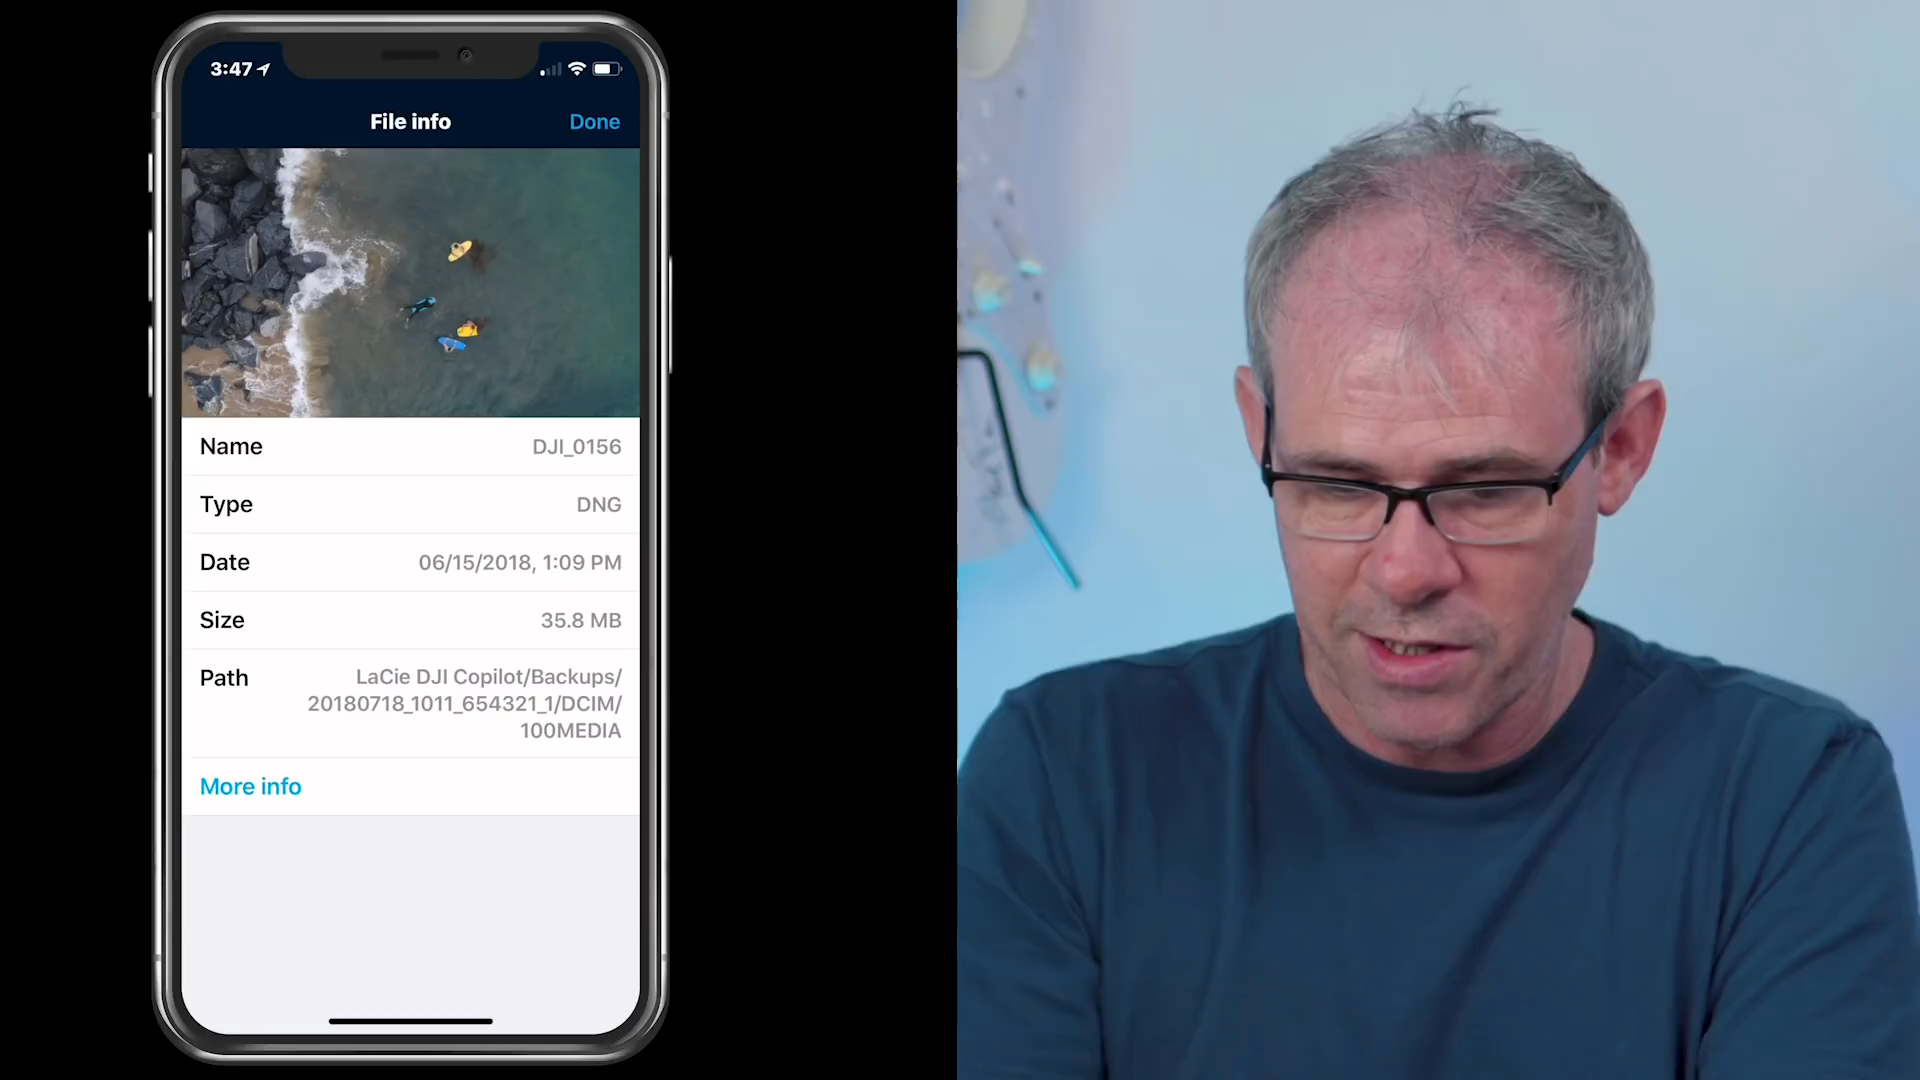 3:47
File info
Done
Name
DJI_0156
Type
DNG
Date
06/15/2018, 1:09 PM
Size
35.8 MB
Path
LaCie DJI Copilot/Backups/
20180718_1011_654321_1/DCIM/
100MEDIA
More info